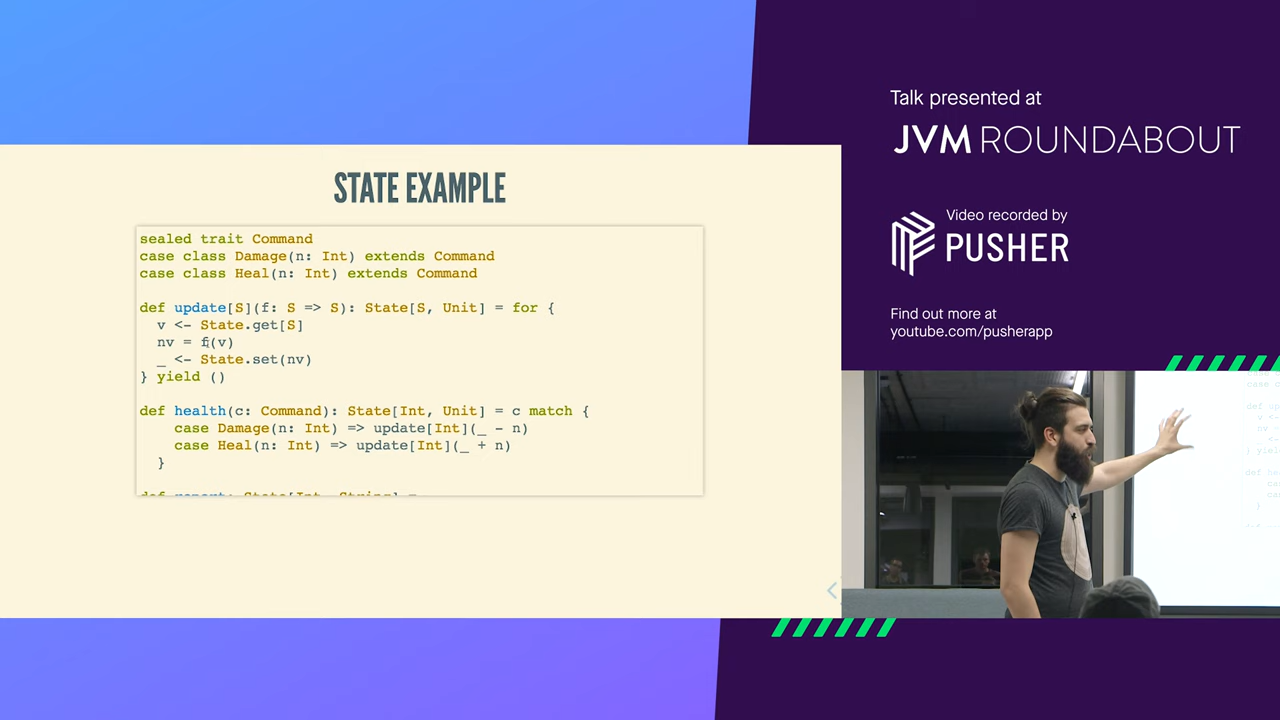 Talk presented at
JVM ROUNDABOUT
Video recorded by
PUSHER
Find out more at
youtube.com/pusherapp
STATE EXAMPLE
sealed trait Command
case class Damage(n: Int) extends Command
case class Heal(n: Int) extends Command
def update[S](f: S => S): State[S, Unit] = for {
v <- State.get[S]
nv = f(v)
_ <- State.set(nv)
} yield ()
def health(c: Command): State[Int, Unit] = c match {
case Damage(n: Int) => update[Int](_ - n)
case Heal(n: Int) => update[Int](_ + n)
}